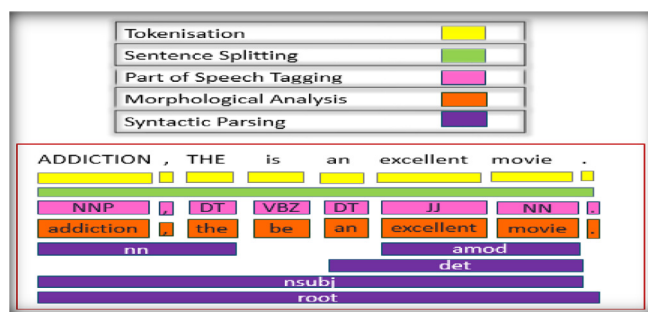 Tokenisation
Sentence Splitting
Part of Speech Tagging
Morphological Analysis
Syntactic Parsing
ADDICTION , THE is an excellent movie .
NNP , DT VBZ DT JJ NN .
addiction , the be an excellent movie .
nn amod
det
nsubj
root